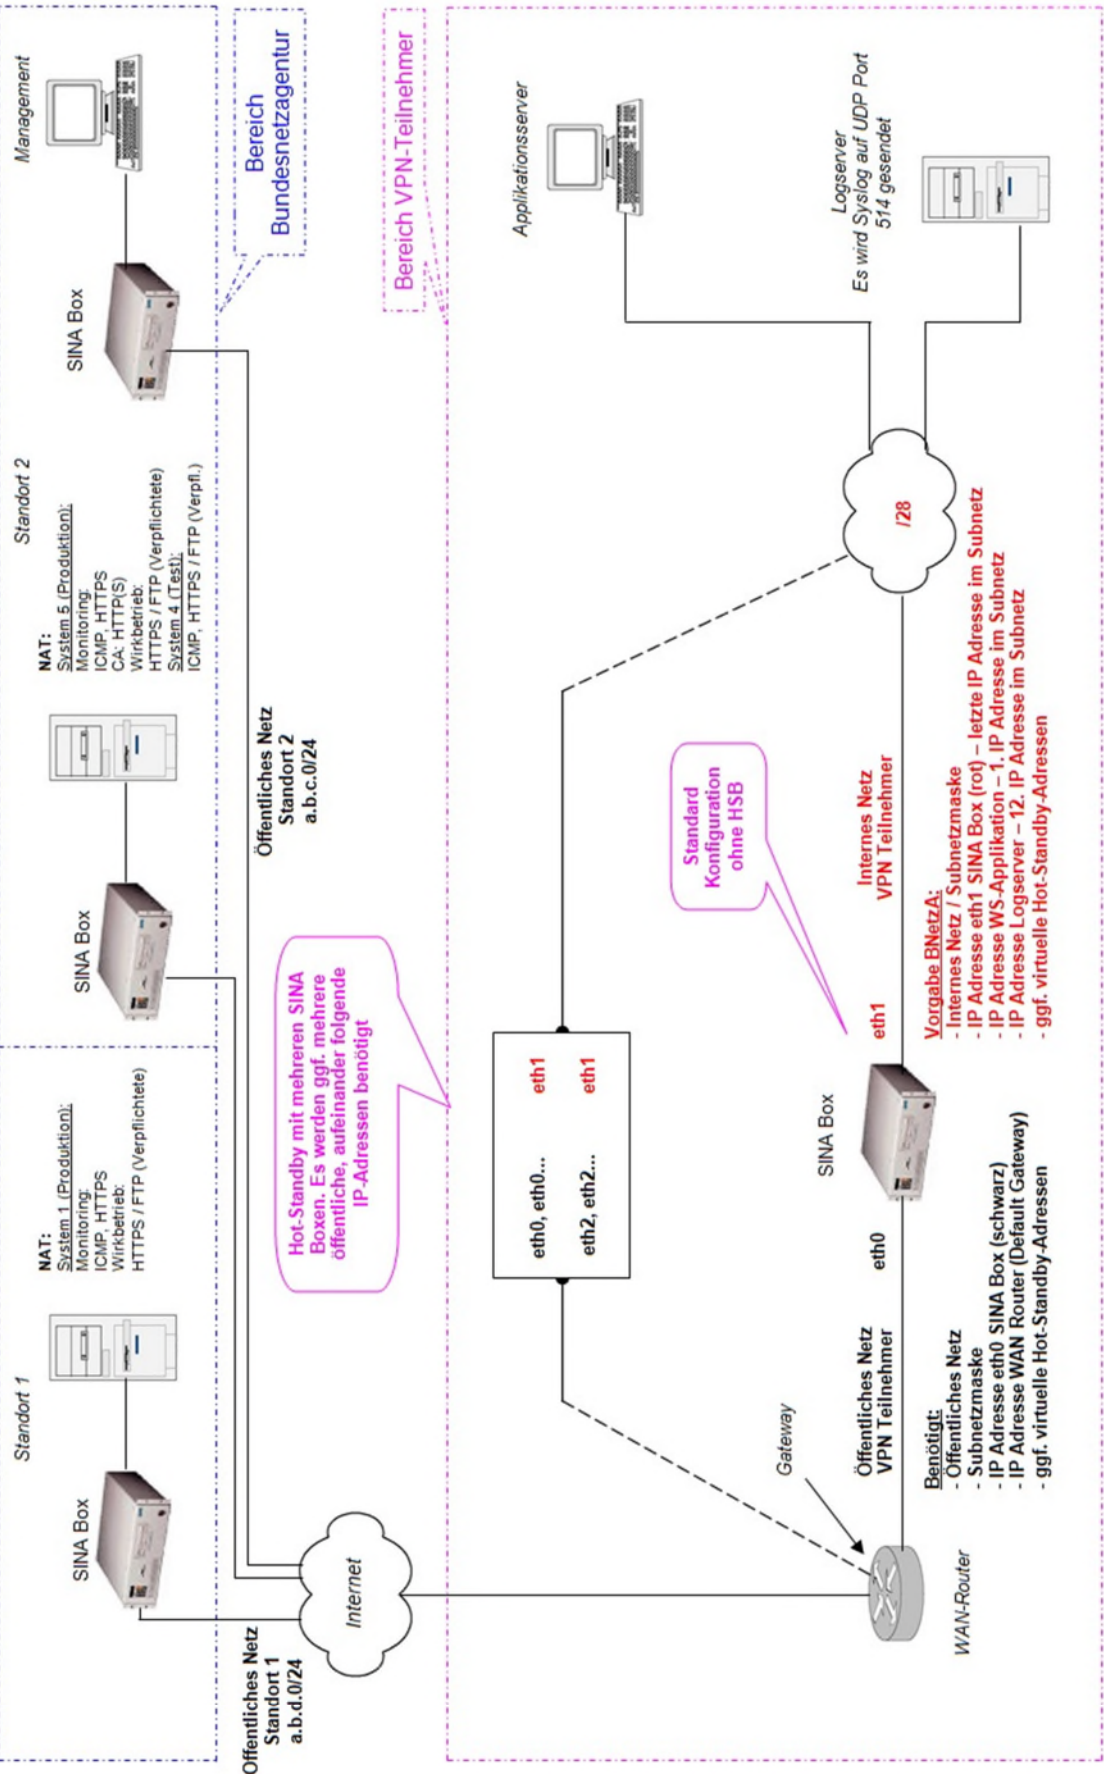 Standort 1
SINA Box
NAT:
System 1 (Produktion):
Monitoring:
ICMP, HTTPS
Wirkbetrieb:
HTTPS / FTP (Verpflichtete)
Standort 2
SINA Box
NAT:
System 5 (Produktion):
Monitoring:
ICMP, HTTPS
CA: HTTP(S)
Wirkbetrieb:
HTTPS / FTP (Verpflichtete)
System 4 (Test):
ICMP, HTTPS / FTP (Verpfl.)
SINA Box
Management
Öffentliches Netz
Standort 1
a.b.d.0/24
Internet
Öffentliches Netz
Standort 2
a.b.c.0/24
Bereich
Bundesnetzagentur
Hot-Standby mit mehreren SINA
Boxen. Es werden ggf. mehrere
öffentliche, aufeinander folgende
IP-Adressen benötigt
Bereich VPN-Teilnehmer
eth0, eth0... eth1
eth2, eth2... eth1
Applikationsserver
Standard
Konfiguration
ohne HSB
Gateway
SINA Box
Logserver
Es wird Syslog auf UDP Port
514 gesendet
Öffentliches Netz
VPN Teilnehmer
eth0
eth1
Internes Netz
VPN Teilnehmer
/28
WAN-Router
Benötigt:
- Öffentliches Netz
- Subnetzmaske
- IP Adresse eth0 SINA Box (schwarz)
- IP Adresse WAN Router (Default Gateway)
- ggf. virtuelle Hot-Standby-Adressen
Vorgabe BNetzA:
- Internes Netz / Subnetzmaske
- IP Adresse eth1 SINA Box (rot) – letzte IP Adresse im Subnetz
- IP Adresse WS-Applikation – 1. IP Adresse im Subnetz
- IP Adresse Logserver – 12. IP Adresse im Subnetz
- ggf. virtuelle Hot-Standby-Adressen